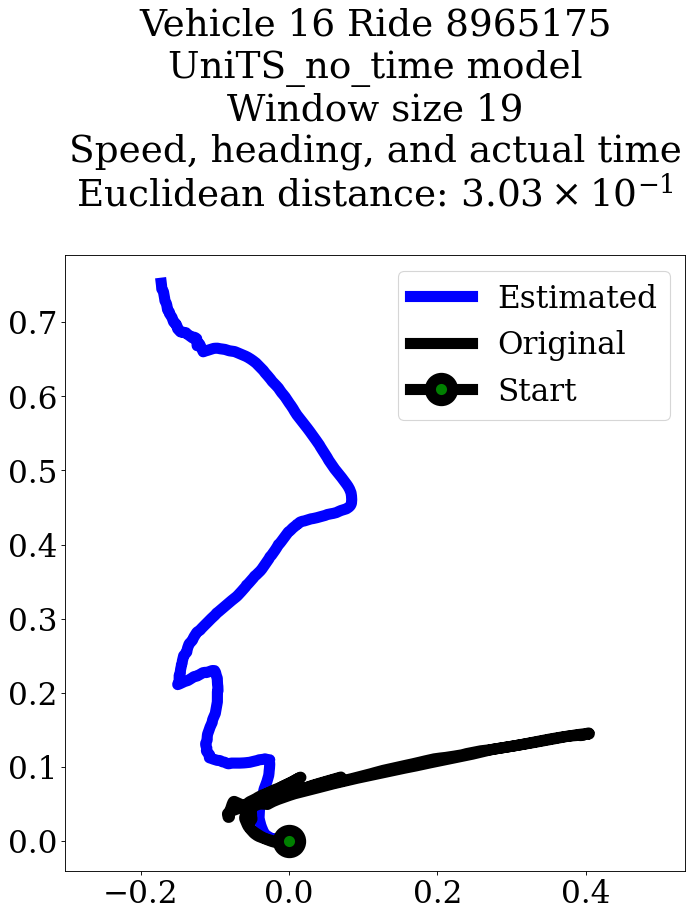 Vehicle 16 Ride 8965175
UniTS_no_time model
Window size 19
Speed, heading, and actual time
Euclidean distance: 3.03 × 10⁻¹
Estimated
Original
Start
0.7
0.6
0.5
0.4
0.3
0.2
0.1
0.0
−0.2 0.0 0.2 0.4